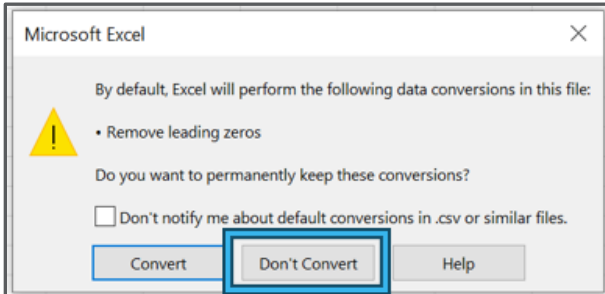 Microsoft Excel
By default, Excel will perform the following data conversions in this file:
• Remove leading zeros
Do you want to permanently keep these conversions?
Don't notify me about default conversions in .csv or similar files.
Convert Don't Convert Help